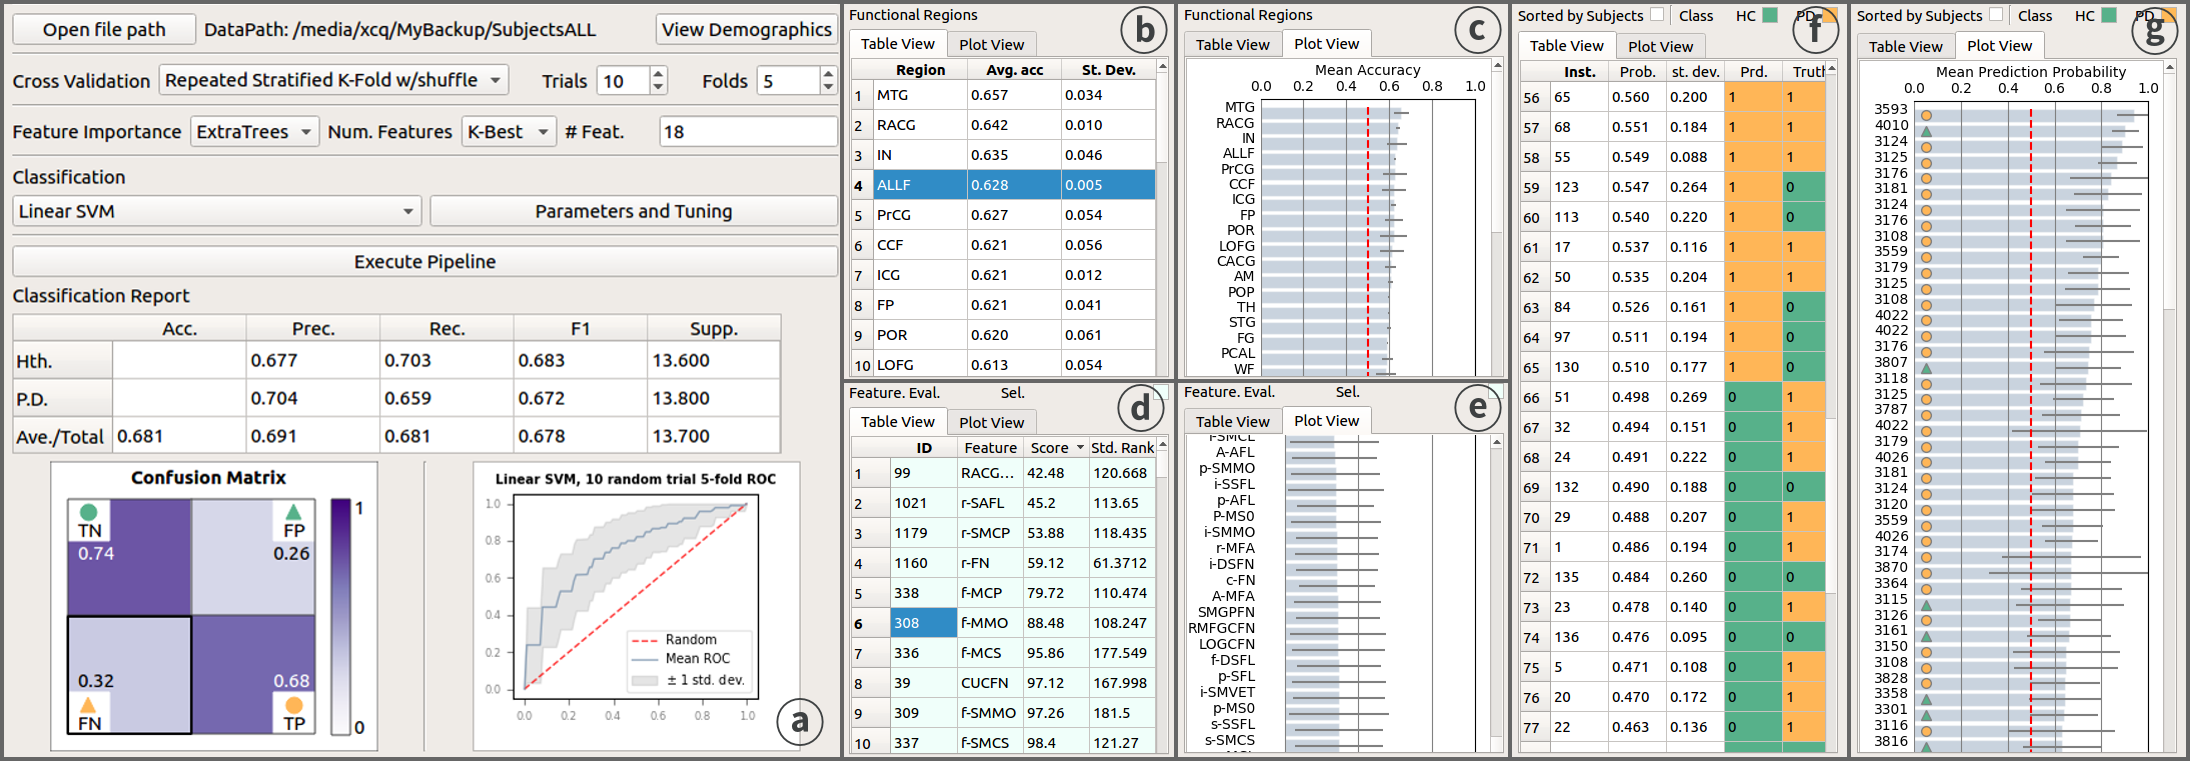 Open file path DataPath: /media/xcq/MyBackup/SubjectsALL View Demographics
Cross Validation Repeated Stratified K-Fold w/shuffle Trials 10 Folds 5
Feature Importance ExtraTrees Num. Features K-Best # Feat. 18
Classification
Linear SVM Parameters and Tuning
Execute Pipeline
Classification Report
Acc. Prec. Rec. F1 Supp.
Hth. 0.677 0.703 0.683 13.600
P.D. 0.704 0.659 0.672 13.800
Ave./Total 0.681 0.691 0.681 0.678 13.700
Confusion Matrix
TN FP
0.74 0.26
0.32 0.68
FN TP
1
0
Linear SVM, 10 random trial 5-fold ROC
1.0
0.8
0.6
0.4
0.2
0.0
0.0 0.2 0.4 0.6 0.8 1.0
Random
Mean ROC
± 1 std. dev.
a
Functional Regions
b
Table View Plot View
Region Avg. acc St. Dev.
1 MTG 0.657 0.034
2 RACG 0.642 0.010
3 IN 0.635 0.046
4 ALLF 0.628 0.005
5 PrCG 0.627 0.054
6 CCF 0.621 0.056
7 ICG 0.621 0.012
8 FP 0.621 0.041
9 POR 0.620 0.061
10 LOFG 0.613 0.054
Functional Regions
c
Table View Plot View
Mean Accuracy
0.0 0.2 0.4 0.6 0.8 1.0
MTG
RACG
IN
ALLF
PrCG
CCF
ICG
FP
POR
LOFG
CACG
AM
POP
TH
STG
FG
PCAL
WF
Feature. Eval. Sel.
d
Table View Plot View
ID Feature Score Std. Rank
1 99 RACG... 42.48 120.668
2 1021 r-SAFL 45.2 113.65
3 1179 r-SMCP 53.88 118.435
4 1160 r-FN 59.12 61.3712
5 338 f-MCP 79.72 110.474
6 308 f-MMO 88.48 108.247
7 336 f-MCS 95.86 177.549
8 39 CUCFN 97.12 167.998
9 309 f-SMMO 97.26 181.5
10 337 f-SMCS 98.4 121.27
Feature. Eval. Sel.
e
Table View Plot View
A-AFL
p-SMMO
i-SSFL
p-AFL
P-MS0
i-SMMO
r-MFA
i-DSFN
c-FN
A-MFA
SMGPFN
RMFGCFN
LOGCFN
f-DSFL
p-SFL
i-SMVET
p-MS0
s-SSFL
s-SMCS
Sorted by Subjects Class HC PD
f
Table View Plot View
Inst. Prob. st. dev. Prd. Truth
56 65 0.560 0.200 1 1
57 68 0.551 0.184 1 1
58 55 0.549 0.088 1 1
59 123 0.547 0.264 1 0
60 113 0.540 0.220 1 0
61 17 0.537 0.116 1 1
62 50 0.535 0.204 1 1
63 84 0.526 0.161 1 0
64 97 0.511 0.194 1 0
65 130 0.510 0.177 1 0
66 51 0.498 0.269 0 1
67 32 0.494 0.151 0 1
68 24 0.491 0.222 0 1
69 132 0.490 0.188 0 0
70 29 0.488 0.207 0 1
71 1 0.486 0.194 0 1
72 135 0.484 0.260 0 0
73 23 0.478 0.140 0 1
74 136 0.476 0.095 0 0
75 5 0.471 0.108 0 1
76 20 0.470 0.172 0 1
77 22 0.463 0.136 0 1
Sorted by Subjects Class HC PD
g
Table View Plot View
Mean Prediction Probability
0.0 0.2 0.4 0.6 0.8 1.0
3593
4010
3124
3125
3176
3181
3124
3176
3108
3559
3179
3125
3108
4022
4022
3176
3807
3118
3125
3787
4022
3179
4026
3181
3124
3120
3559
4026
3174
3870
3364
3115
3126
3161
3150
3108
3828
3358
3301
3116
3816